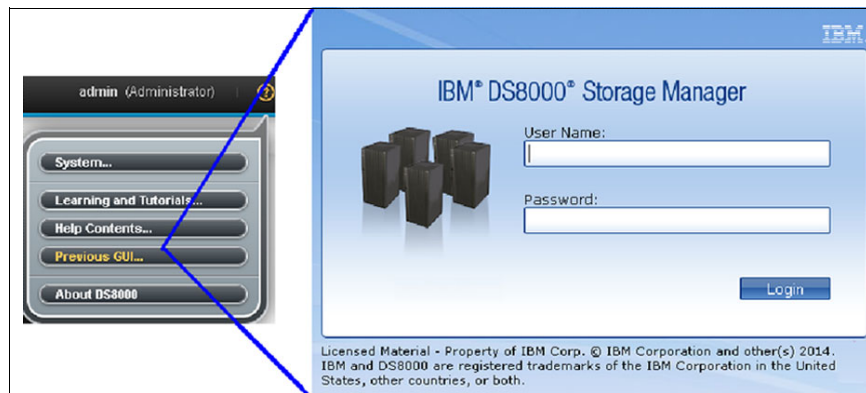 admin (Administrator)
?
System...
Learning and Tutorials...
Help Contents...
Previous GUI...
About DS8000
IBM
IBM® DS8000® Storage Manager
User Name:
Password:
Login
Licensed Material - Property of IBM Corp. © IBM Corporation and other(s) 2014.
IBM and DS8000 are registered trademarks of the IBM Corporation in the United
States, other countries, or both.